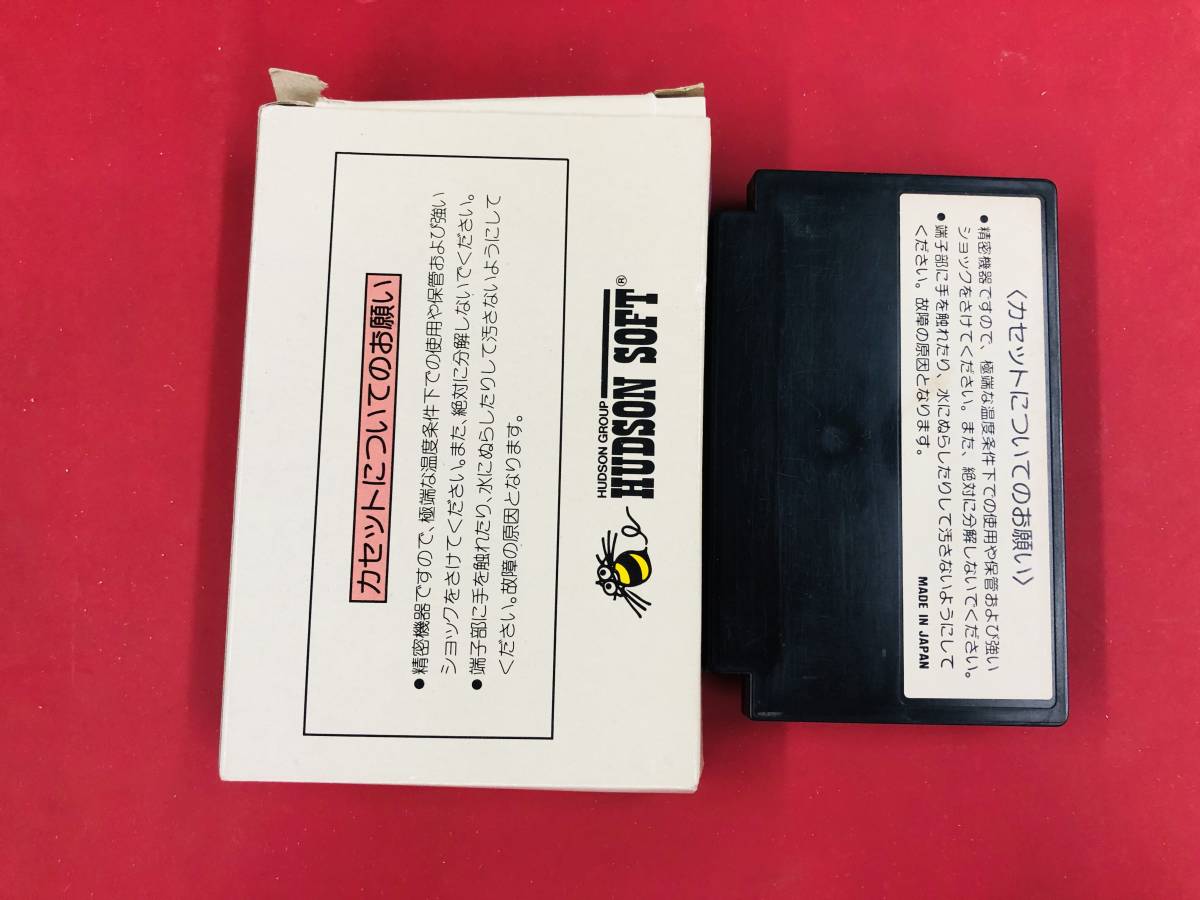 カセットについてのお願い
●精密機器ですので、極端な温度条件下での使用や保管および強い
ショックをさけてください。また、絶対に分解しないでください。
●端子部に手を触れたり、水にぬらしたりして汚さないようにして
ください。故障の原因となります。
HUDSON GROUP
HUDSON SOFT®
〈カセットについてのお願い〉
●精密機器ですので、極端な温度条件下での使用や保管および強い
ショックをさけてください。また、絶対に分解しないでください。
●端子部に手を触れたり、水にぬらしたりして汚さないようにして
ください。故障の原因となります。
MADE IN JAPAN